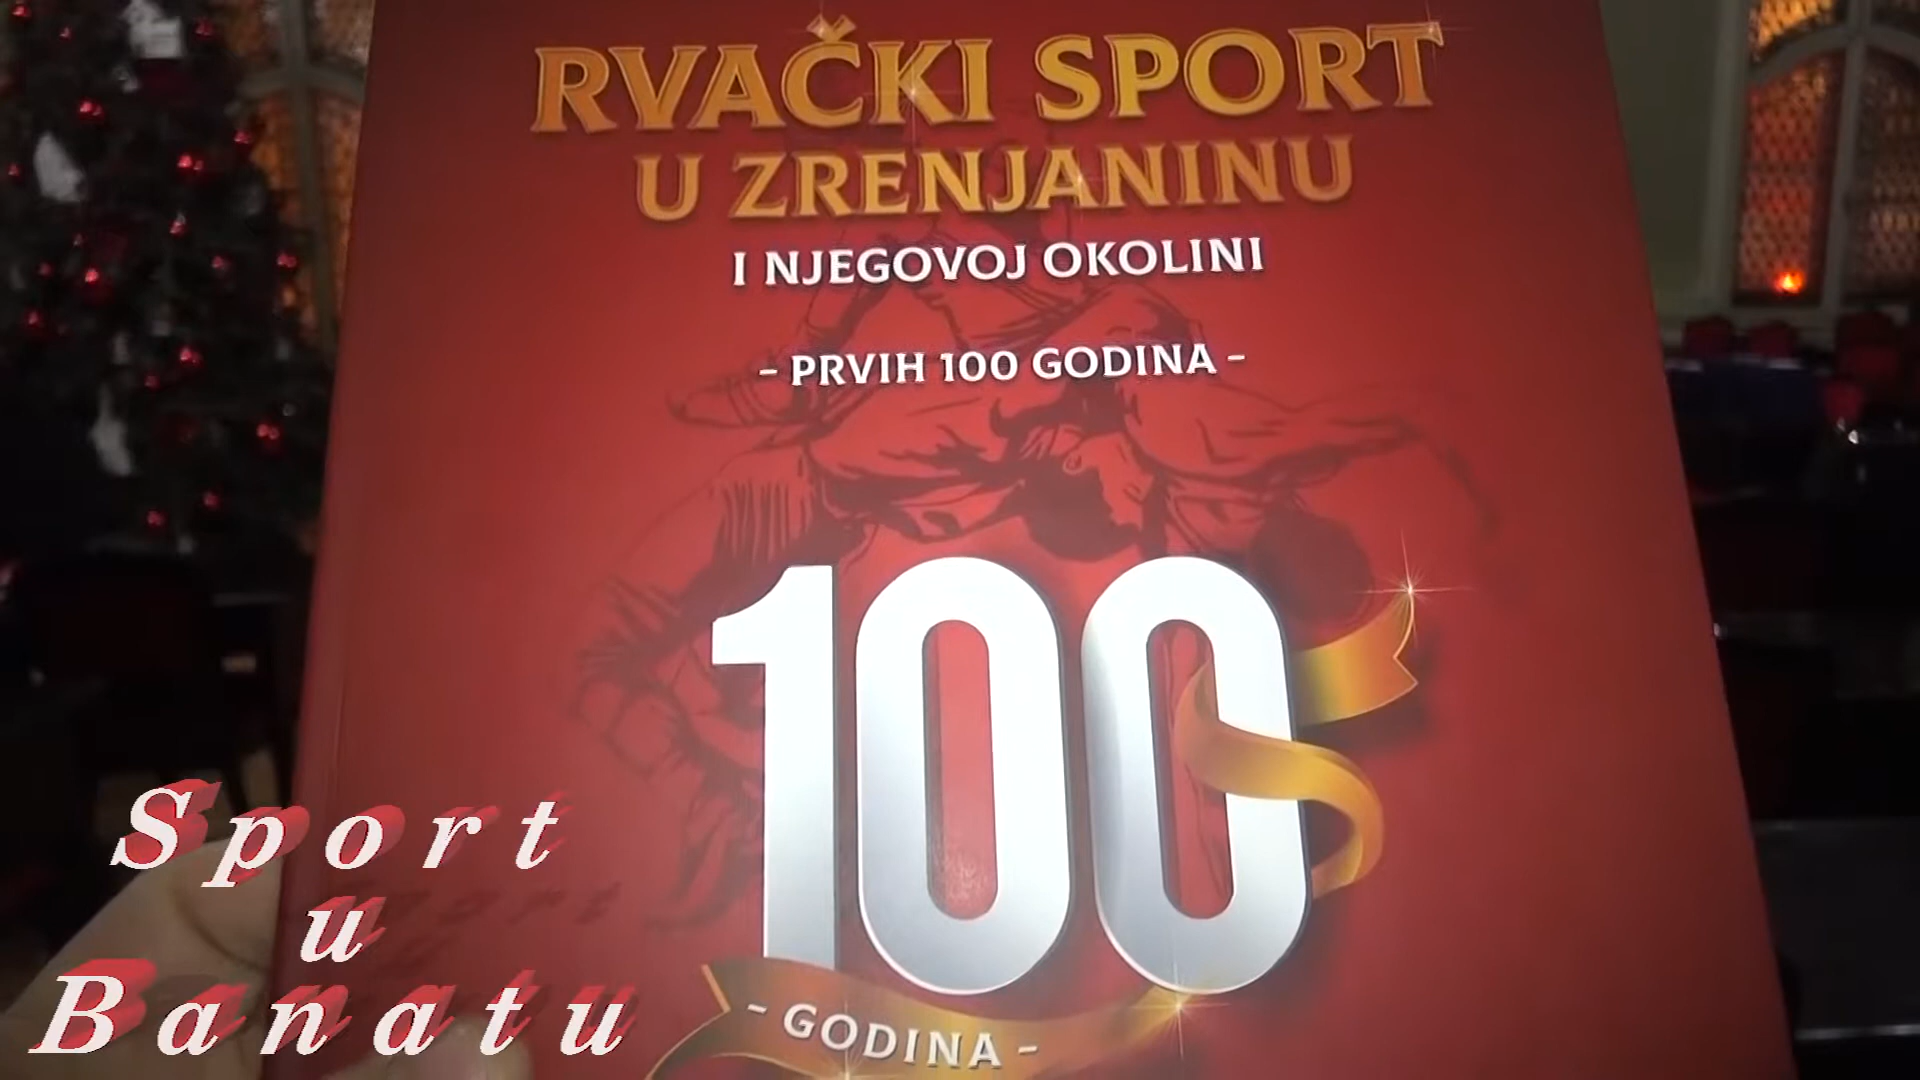 RVAČKI SPORT
U ZRENJANINU
I NJEGOVOJ OKOLINI
- PRVIH 100 GODINA -
100
- GODINA -
Sport
u
Banatu